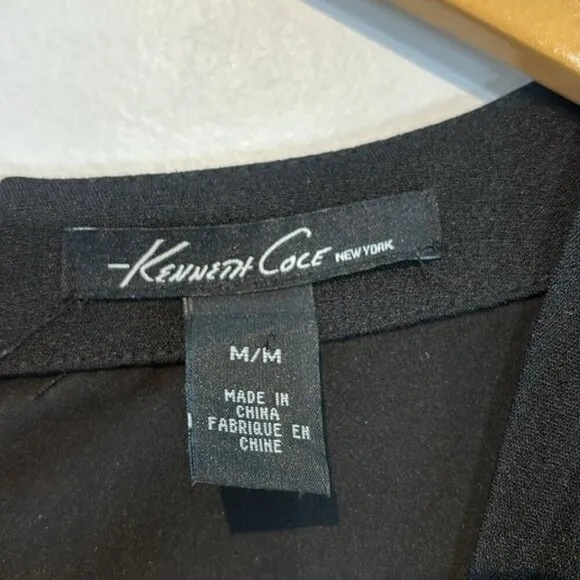 Kenneth Cole NEW YORK
M/M
MADE IN
CHINA
FABRIQUE EN
CHINE